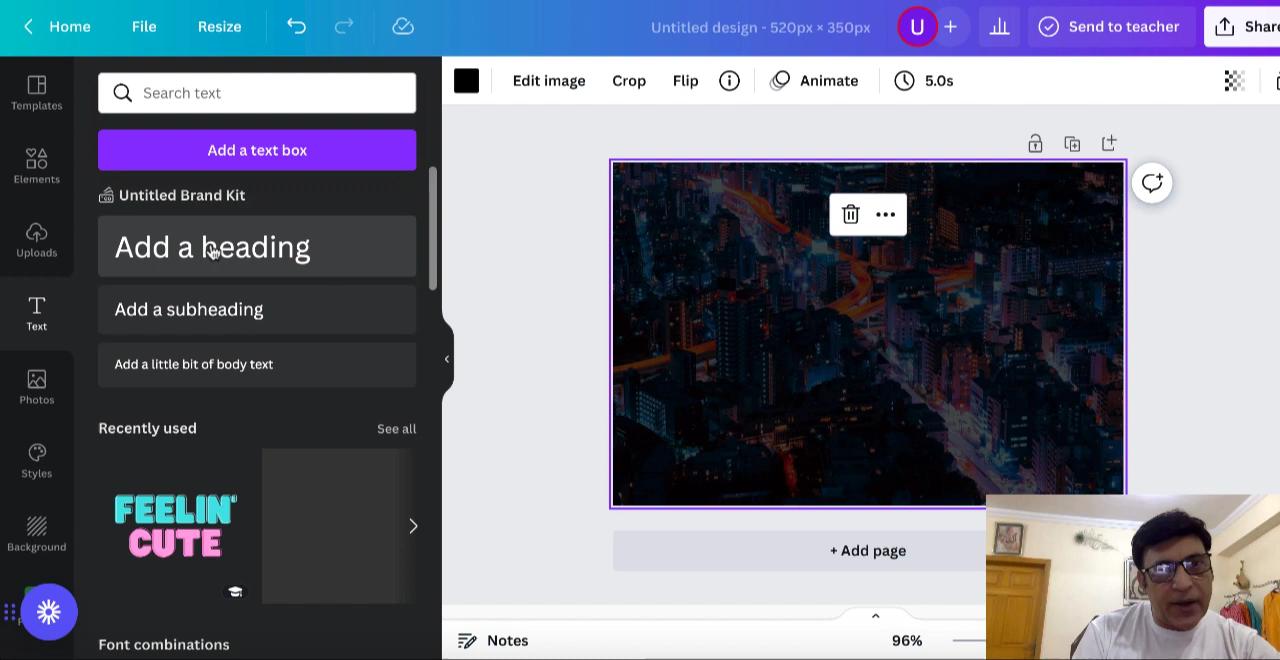 Home File Resize Untitled design - 520px × 350px U Send to teacher Share
Templates
Elements
Uploads
Text
Photos
Styles
Background
Search text
Add a text box
Untitled Brand Kit
Add a heading
Add a subheading
Add a little bit of body text
Recently used See all
FEELIN'
CUTE
Font combinations
Edit image Crop Flip Animate 5.0s
+ Add page
Notes 96%